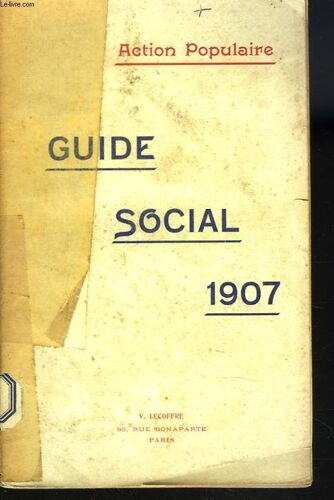 Le-livre.com
Action Populaire
GUIDE
SOCIAL
1907
V. LECOFFRE
90, RUE BONAPARTE
PARIS